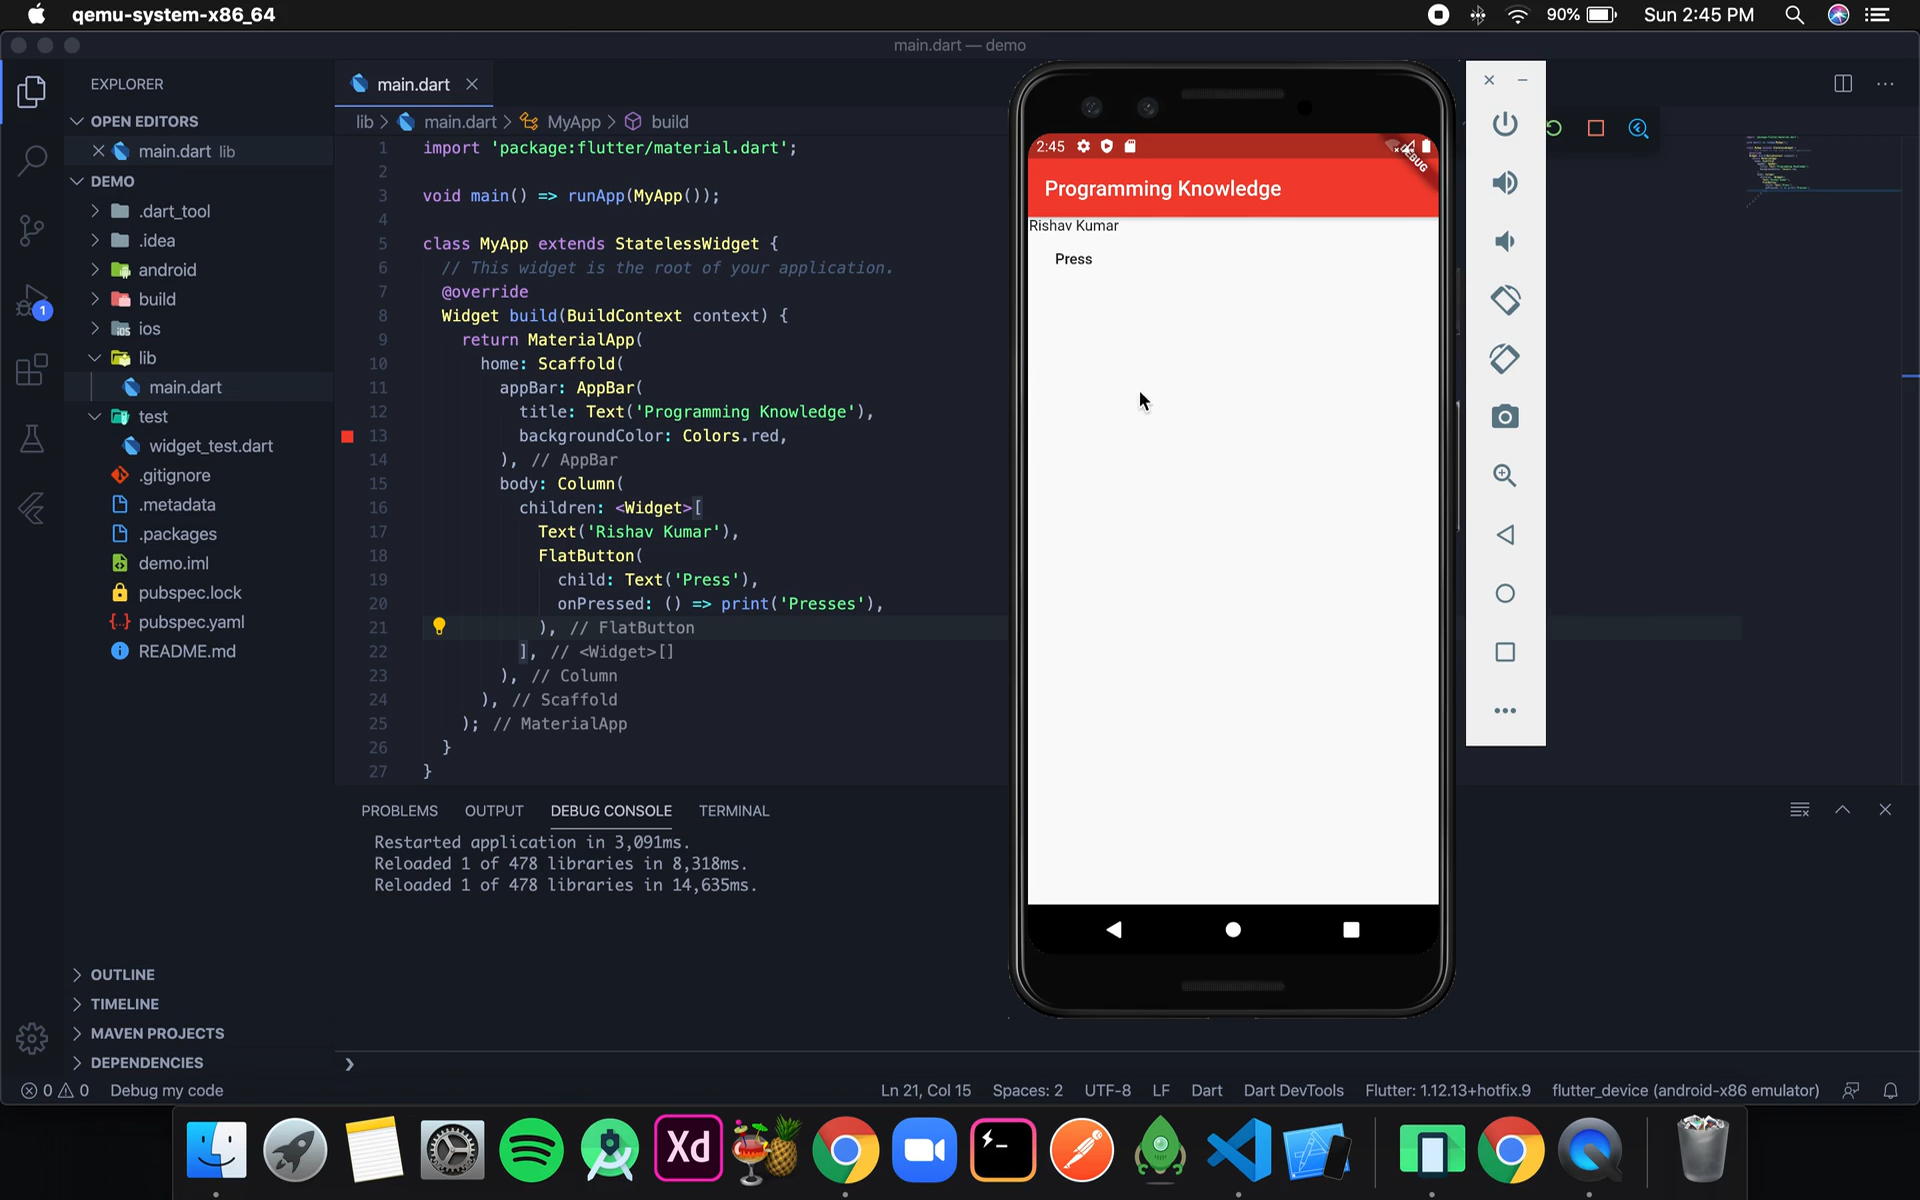 qemu-system-x86_64
90%
Sun 2:45 PM
main.dart — demo
EXPLORER
OPEN EDITORS
main.dart lib
DEMO
.dart_tool
.idea
android
build
ios
lib
main.dart
test
widget_test.dart
.gitignore
.metadata
.packages
demo.iml
pubspec.lock
pubspec.yaml
README.md
OUTLINE
TIMELINE
MAVEN PROJECTS
DEPENDENCIES
1
main.dart
lib > main.dart > MyApp > build
1 import 'package:flutter/material.dart';
2
3 void main() => runApp(MyApp());
4
5 class MyApp extends StatelessWidget {
6 // This widget is the root of your application.
7 @override
8 Widget build(BuildContext context) {
9 return MaterialApp(
10 home: Scaffold(
11 appBar: AppBar(
12 title: Text('Programming Knowledge'),
13 backgroundColor: Colors.red,
14 ), // AppBar
15 body: Column(
16 children: <Widget>[
17 Text('Rishav Kumar'),
18 FlatButton(
19 child: Text('Press'),
20 onPressed: () => print('Presses'),
21 ), // FlatButton
22 ], // <Widget>[]
23 ), // Column
24 ), // Scaffold
25 ); // MaterialApp
26 }
27 }
PROBLEMS OUTPUT DEBUG CONSOLE TERMINAL
Restarted application in 3,091ms.
Reloaded 1 of 478 libraries in 8,318ms.
Reloaded 1 of 478 libraries in 14,635ms.
2:45
DEBUG
Programming Knowledge
Rishav Kumar
Press
0 0 Debug my code
Ln 21, Col 15 Spaces: 2 UTF-8 LF Dart Dart DevTools Flutter: 1.12.13+hotfix.9 flutter_device (android-x86 emulator)
Xd